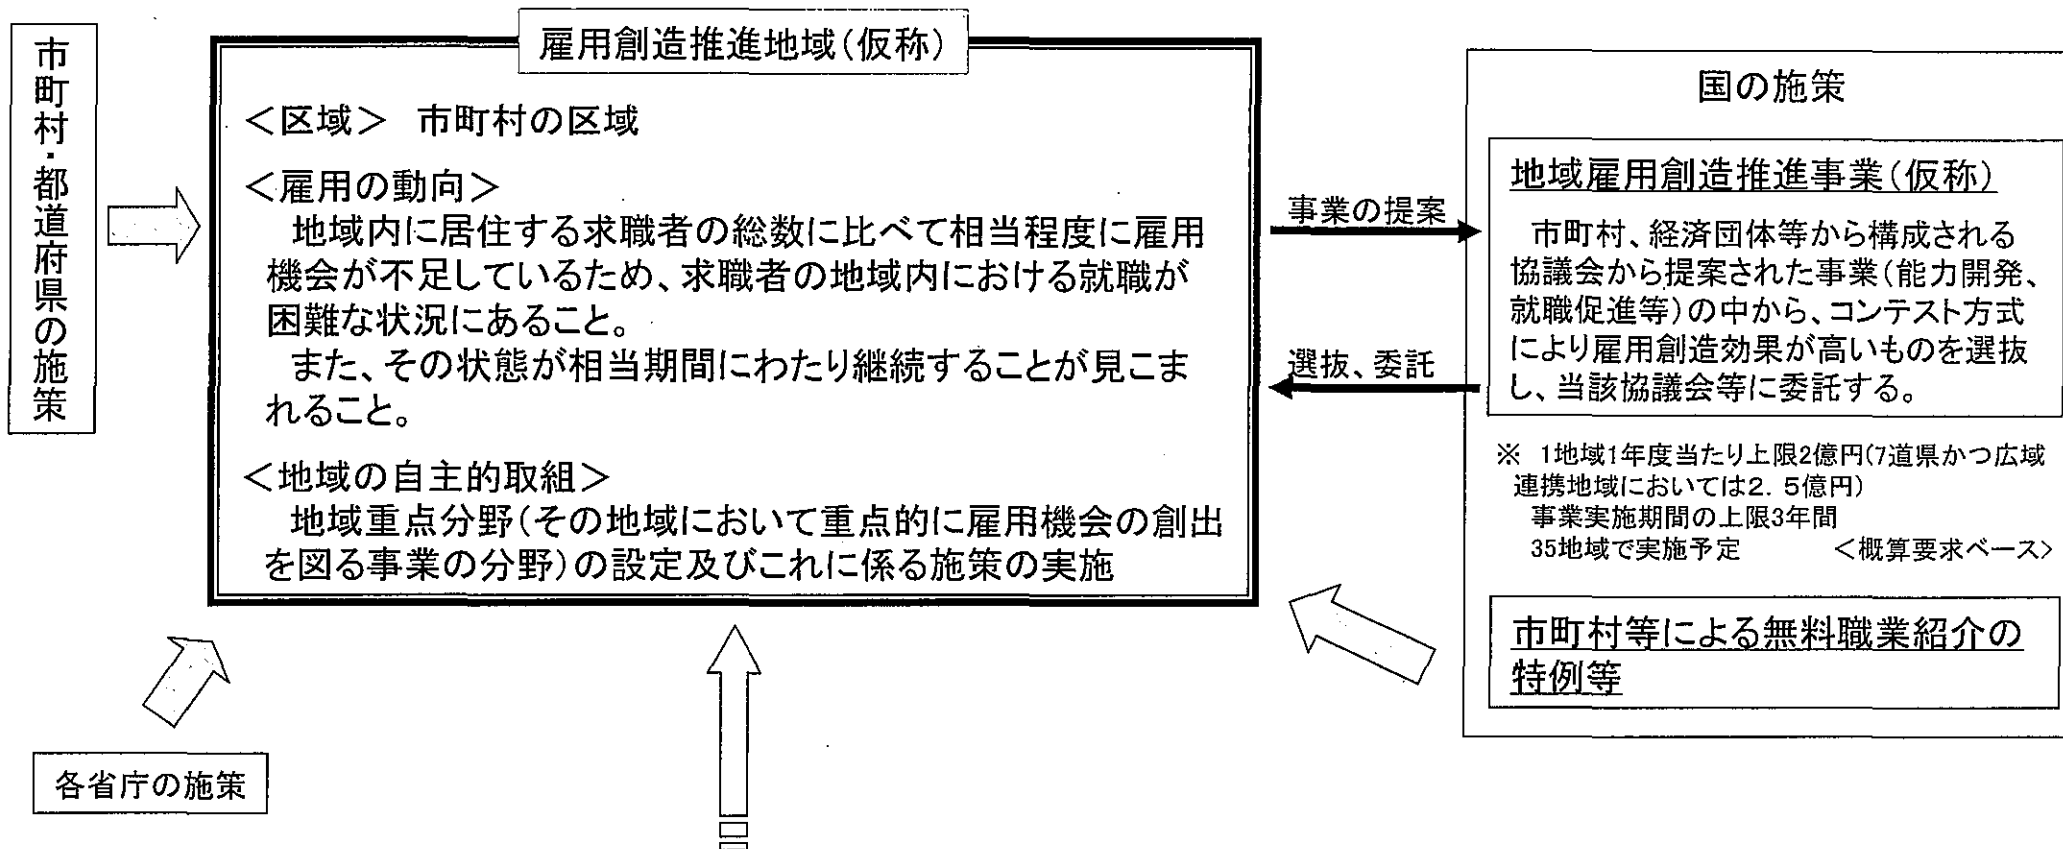 市町村・都道府県の施策
雇用創造推進地域(仮称)
＜区域＞　市町村の区域
＜雇用の動向＞
地域内に居住する求職者の総数に比べて相当程度に雇用
機会が不足しているため、求職者の地域内における就職が
困難な状況にあること。
また、その状態が相当期間にわたり継続することが見こま
れること。
＜地域の自主的取組＞
地域重点分野(その地域において重点的に雇用機会の創出
を図る事業の分野)の設定及びこれに係る施策の実施
事業の提案
選抜、委託
国の施策
地域雇用創造推進事業(仮称)
市町村、経済団体等から構成される
協議会から提案された事業(能力開発、
就職促進等)の中から、コンテスト方式
により雇用創造効果が高いものを選抜
し、当該協議会等に委託する。
※　1地域1年度当たり上限2億円(7道県かつ広域
連携地域においては2．5億円)
事業実施期間の上限3年間
35地域で実施予定　　　＜概算要求ベース＞
市町村等による無料職業紹介の
特例等
各省庁の施策